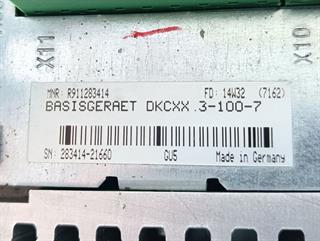 X11
X10
MNR: R911283414 FD: 14W32 (7162)
BASISGERAET DKCXX.3-100-7
SN: 283414-21660 GU5 Made in Germany